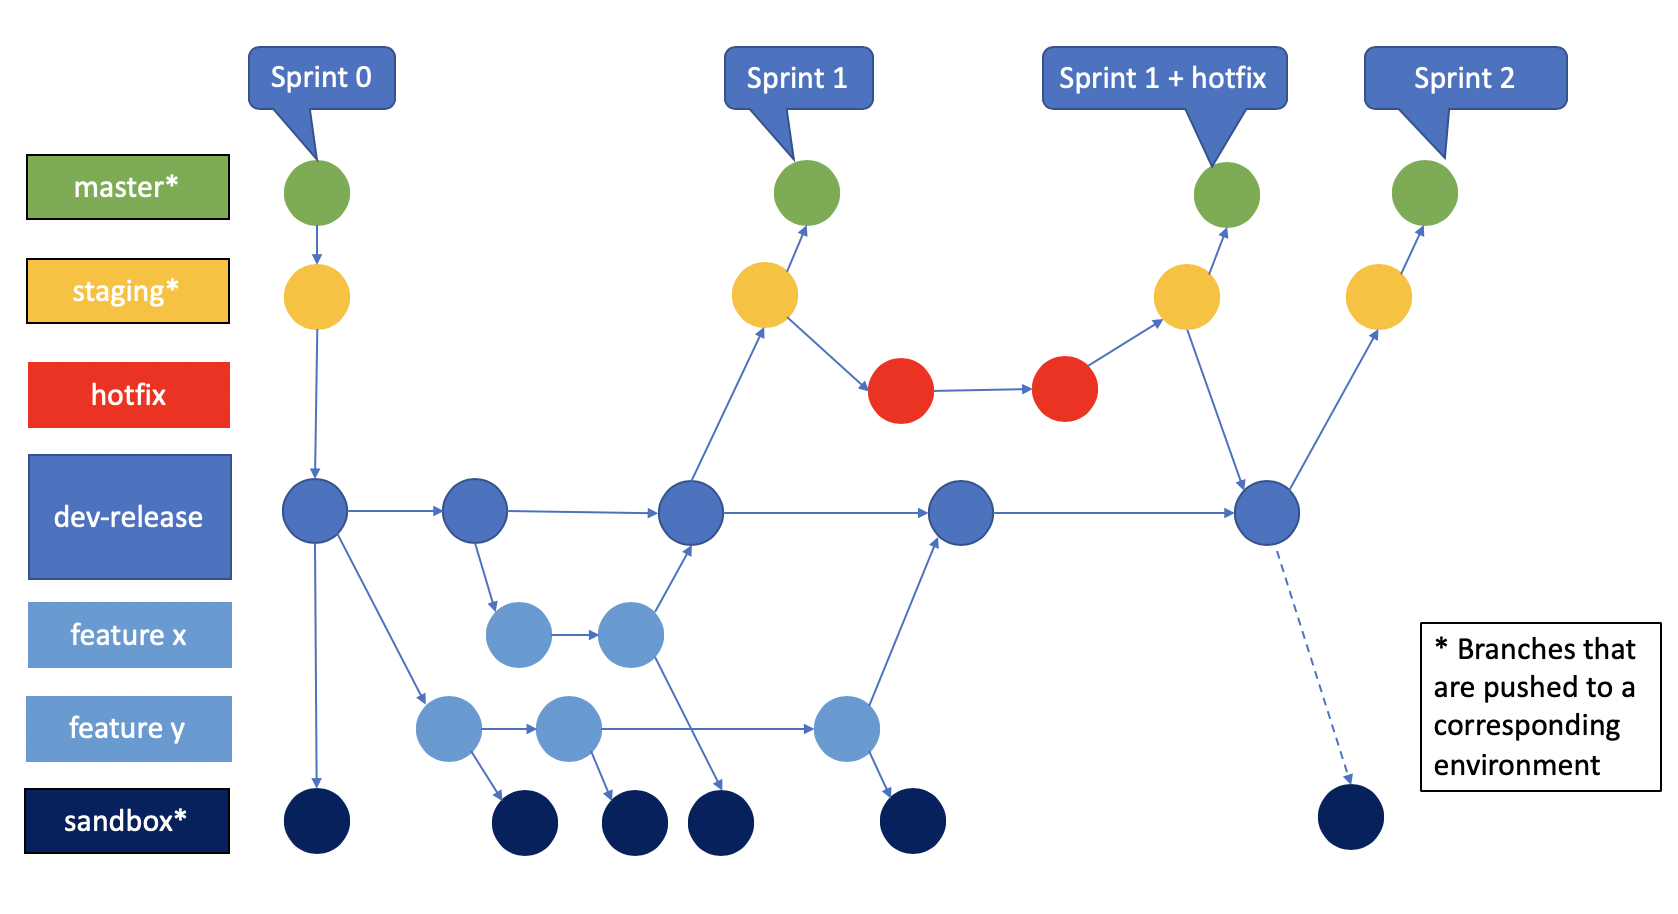 Sprint 0
Sprint 1
Sprint 1 + hotfix
Sprint 2
master*
staging*
hotfix
dev-release
feature x
feature y
sandbox*
* Branches that
are pushed to a
corresponding
environment